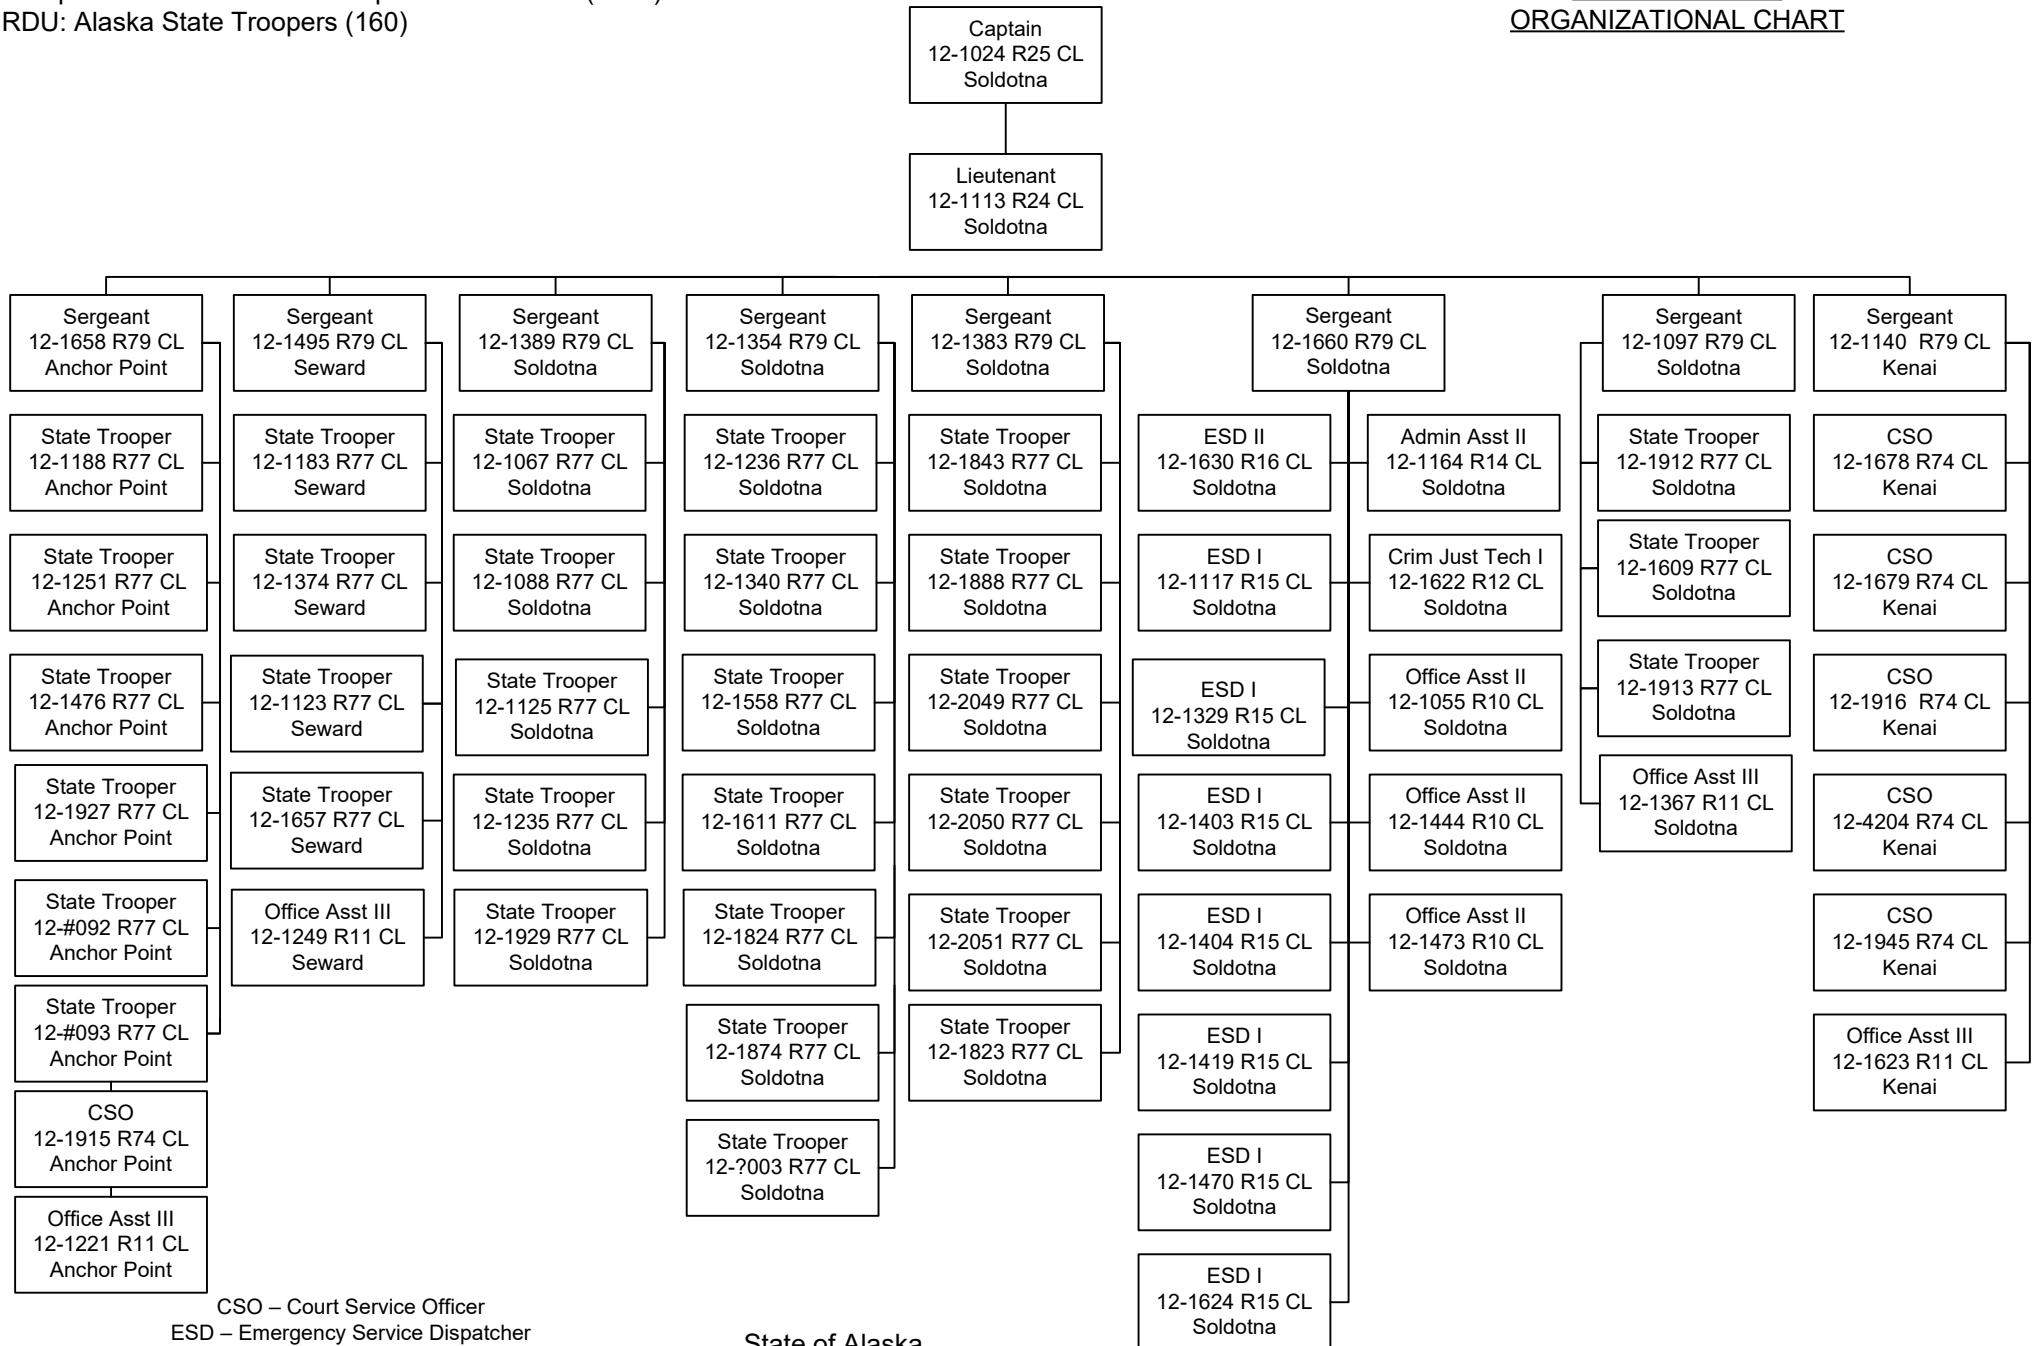 RDU: Alaska State Troopers (160)
ORGANIZATIONAL CHART
Captain
12-1024 R25 CL
Soldotna
Lieutenant
12-1113 R24 CL
Soldotna
Sergeant
12-1658 R79 CL
Anchor Point
State Trooper
12-1188 R77 CL
Anchor Point
State Trooper
12-1251 R77 CL
Anchor Point
State Trooper
12-1476 R77 CL
Anchor Point
State Trooper
12-1927 R77 CL
Anchor Point
State Trooper
12-#092 R77 CL
Anchor Point
State Trooper
12-#093 R77 CL
Anchor Point
CSO
12-1915 R74 CL
Anchor Point
Office Asst III
12-1221 R11 CL
Anchor Point
Sergeant
12-1495 R79 CL
Seward
State Trooper
12-1183 R77 CL
Seward
State Trooper
12-1374 R77 CL
Seward
State Trooper
12-1123 R77 CL
Seward
State Trooper
12-1657 R77 CL
Seward
Office Asst III
12-1249 R11 CL
Seward
Sergeant
12-1389 R79 CL
Soldotna
State Trooper
12-1067 R77 CL
Soldotna
State Trooper
12-1088 R77 CL
Soldotna
State Trooper
12-1125 R77 CL
Soldotna
State Trooper
12-1235 R77 CL
Soldotna
State Trooper
12-1929 R77 CL
Soldotna
Sergeant
12-1354 R79 CL
Soldotna
State Trooper
12-1236 R77 CL
Soldotna
State Trooper
12-1340 R77 CL
Soldotna
State Trooper
12-1558 R77 CL
Soldotna
State Trooper
12-1611 R77 CL
Soldotna
State Trooper
12-1824 R77 CL
Soldotna
State Trooper
12-1874 R77 CL
Soldotna
State Trooper
12-?003 R77 CL
Soldotna
Sergeant
12-1383 R79 CL
Soldotna
State Trooper
12-1843 R77 CL
Soldotna
State Trooper
12-1888 R77 CL
Soldotna
State Trooper
12-2049 R77 CL
Soldotna
State Trooper
12-2050 R77 CL
Soldotna
State Trooper
12-2051 R77 CL
Soldotna
State Trooper
12-1823 R77 CL
Soldotna
Sergeant
12-1660 R79 CL
Soldotna
ESD II
12-1630 R16 CL
Soldotna
ESD I
12-1117 R15 CL
Soldotna
ESD I
12-1329 R15 CL
Soldotna
ESD I
12-1403 R15 CL
Soldotna
ESD I
12-1404 R15 CL
Soldotna
ESD I
12-1419 R15 CL
Soldotna
ESD I
12-1470 R15 CL
Soldotna
ESD I
12-1624 R15 CL
Soldotna
Admin Asst II
12-1164 R14 CL
Soldotna
Crim Just Tech I
12-1622 R12 CL
Soldotna
Office Asst II
12-1055 R10 CL
Soldotna
Office Asst II
12-1444 R10 CL
Soldotna
Office Asst II
12-1473 R10 CL
Soldotna
Sergeant
12-1097 R79 CL
Soldotna
State Trooper
12-1912 R77 CL
Soldotna
State Trooper
12-1609 R77 CL
Soldotna
State Trooper
12-1913 R77 CL
Soldotna
Office Asst III
12-1367 R11 CL
Soldotna
Sergeant
12-1140 R79 CL
Kenai
CSO
12-1678 R74 CL
Kenai
CSO
12-1679 R74 CL
Kenai
CSO
12-1916 R74 CL
Kenai
CSO
12-4204 R74 CL
Kenai
CSO
12-1945 R74 CL
Kenai
Office Asst III
12-1623 R11 CL
Kenai
CSO – Court Service Officer
ESD – Emergency Service Dispatcher
State of Alaska